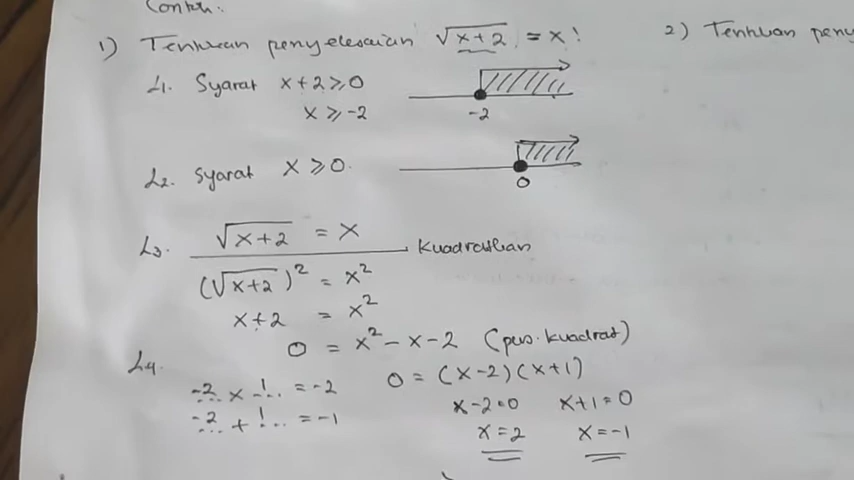 Contoh:
1) Tentukan penyelesaian √x+2 = x!
L1. Syarat x+2 ≥ 0
x ≥ -2
-2
L2. Syarat x ≥ 0.
0
L3. √x+2 = x
Kuadratkan
(√x+2)² = x²
x+2 = x²
0 = x² - x - 2 (pers. kuadrat)
L4.
-2 x 1 = -2
-2 + 1 = -1
0 = (x-2)(x+1)
x-2=0 x+1=0
x=2 x=-1
2) Tentukan